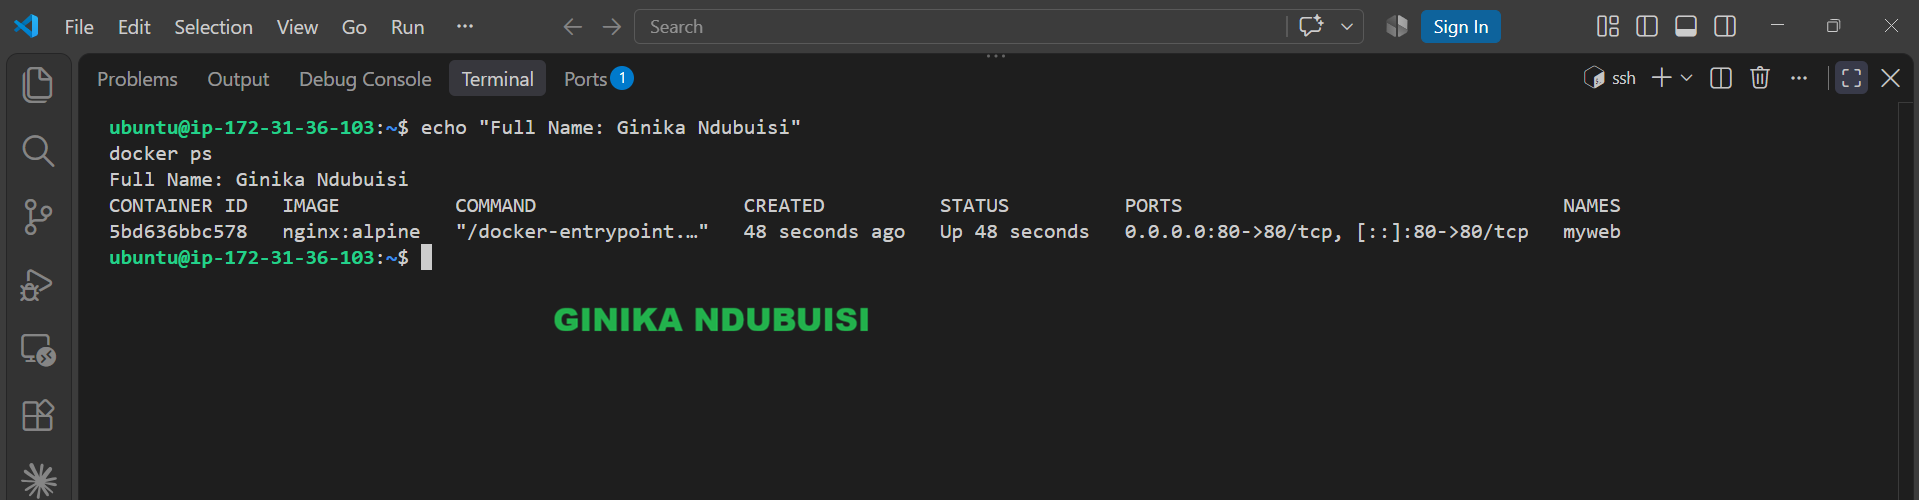 File Edit Selection View Go Run ··· Search Sign In
Problems Output Debug Console Terminal Ports 1 ssh
ubuntu@ip-172-31-36-103:~$ echo "Full Name: Ginika Ndubuisi"
docker ps
Full Name: Ginika Ndubuisi
CONTAINER ID IMAGE COMMAND CREATED STATUS PORTS NAMES
5bd636bbc578 nginx:alpine "/docker-entrypoint.…" 48 seconds ago Up 48 seconds 0.0.0.0:80->80/tcp, [::]:80->80/tcp myweb
ubuntu@ip-172-31-36-103:~$
GINIKA NDUBUISI